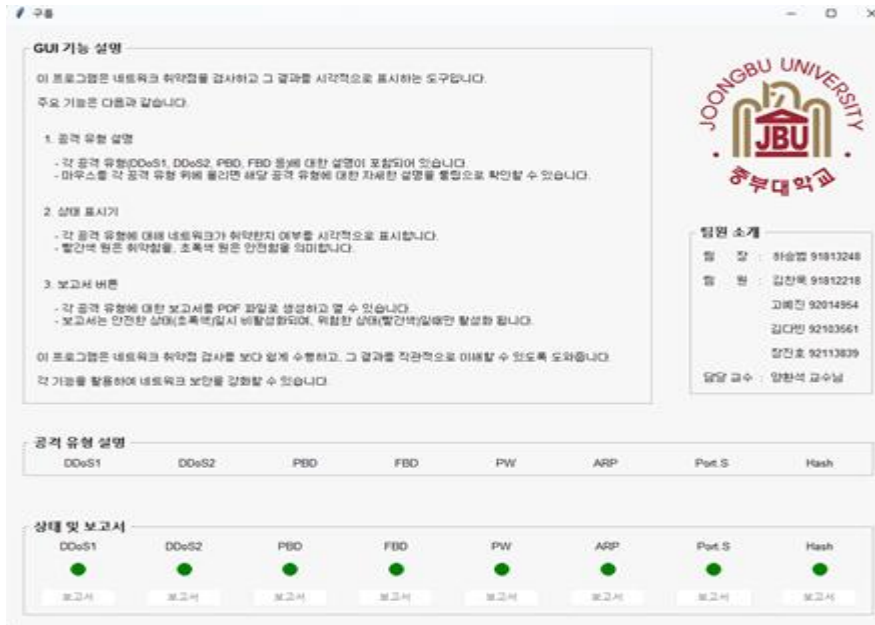 구름
GUI 기능 설명
이 프로그램은 네트워크 취약점을 검사하고 그 결과를 시각적으로 표시하는 도구입니다.
주요 기능은 다음과 같습니다.
1. 공격 유형 설명
- 각 공격 유형(DDoS1, DDoS2, PBD, FBD 등)에 대한 설명이 포함되어 있습니다.
- 마우스를 각 공격 유형 위에 올리면 해당 공격 유형에 대한 자세한 설명을 툴팁으로 확인할 수 있습니다.
2. 상태 표시기
- 각 공격 유형에 대해 네트워크가 취약한지 여부를 시각적으로 표시합니다.
- 빨간색 원은 취약함을, 초록색 원은 안전함을 의미합니다.
3. 보고서 버튼
- 각 공격 유형에 대한 보고서를 PDF 파일로 생성하고 열 수 있습니다.
- 보고서는 안전한 상태(초록색)일시 비활성화되며, 위험한 상태(빨간색)일때만 활성화 됩니다.
이 프로그램은 네트워크 취약점 검사를 보다 쉽게 수행하고, 그 결과를 직관적으로 이해할 수 있도록 도와줍니다.
각 기능을 활용하여 네트워크 보안을 강화할 수 있습니다.
JOONGBU UNIVERSITY
JBU
중부대학교
팀원 소개
팀 장 : 하승범 91813248
팀 원 : 김찬욱 91812218
고예진 92014954
김다빈 92103561
장진호 92113839
담당 교수 : 양환석 교수님
공격 유형 설명
DDoS1 DDoS2 PBD FBD PW ARP Port.S Hash
상태 및 보고서
DDoS1 DDoS2 PBD FBD PW ARP Port.S Hash
보고서 보고서 보고서 보고서 보고서 보고서 보고서 보고서